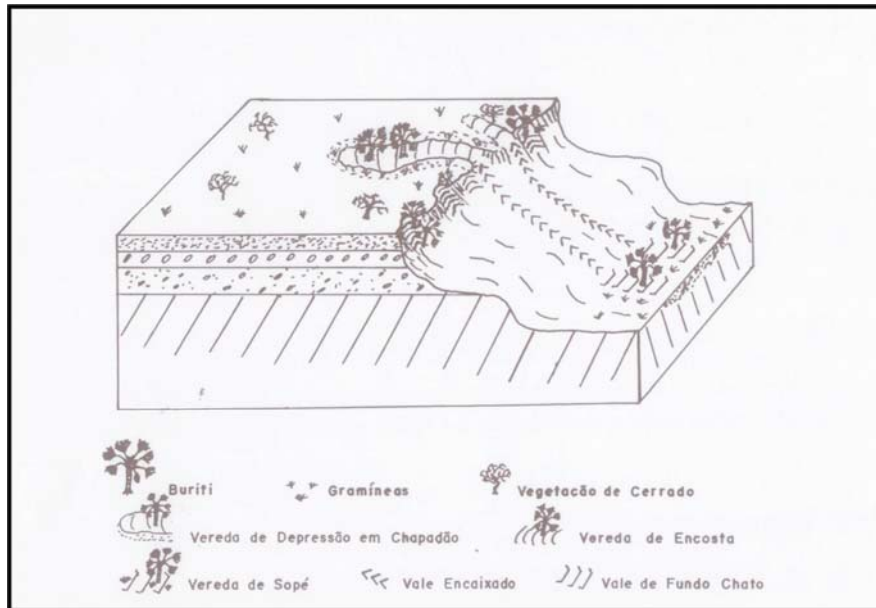 Buriti Gramíneas Vegetação de Cerrado
Vereda de Depressão em Chapadão Vereda de Encosta
Vereda de Sopé Vale Encaixado Vale de Fundo Chato